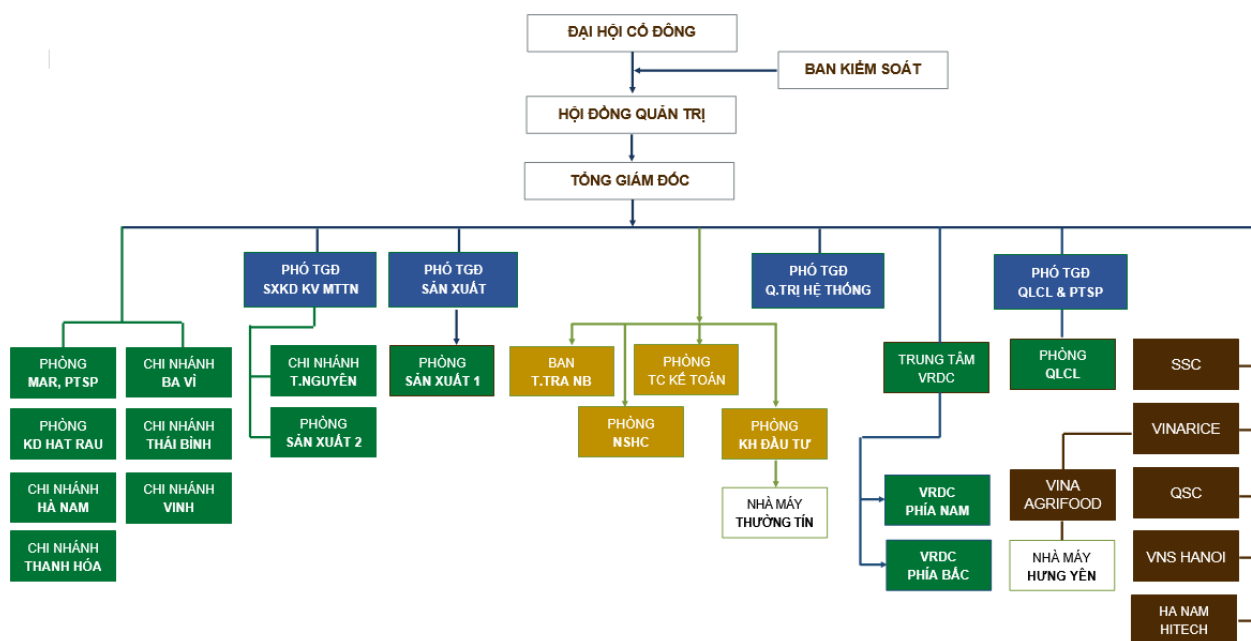 ĐẠI HỘI CỔ ĐÔNG
BAN KIỂM SOÁT
HỘI ĐỒNG QUẢN TRỊ
TỔNG GIÁM ĐỐC
PHÓ TGĐ
SXKD KV MTTN
PHÓ TGĐ
SẢN XUẤT
PHÓ TGĐ
Q.TRỊ HỆ THỐNG
PHÓ TGĐ
QLCL & PTSP
PHÒNG
MAR, PTSP
CHI NHÁNH
BA VÌ
CHI NHÁNH
T.NGUYÊN
PHÒNG
SẢN XUẤT 1
BAN
T.TRA NB
PHÒNG
TC KẾ TOÁN
TRUNG TÂM
VRDC
PHÒNG
QLCL
SSC
PHÒNG
KD HẠT RAU
CHI NHÁNH
THÁI BÌNH
PHÒNG
SẢN XUẤT 2
PHÒNG
NSHC
PHÒNG
KH ĐẦU TƯ
VINARICE
CHI NHÁNH
HÀ NAM
CHI NHÁNH
VINH
NHÀ MÁY
THƯỜNG TÍN
VRDC
PHÍA NAM
VINA
AGRIFOOD
QSC
CHI NHÁNH
THANH HÓA
VRDC
PHÍA BẮC
NHÀ MÁY
HƯNG YÊN
VNS HANOI
HA NAM
HITECH